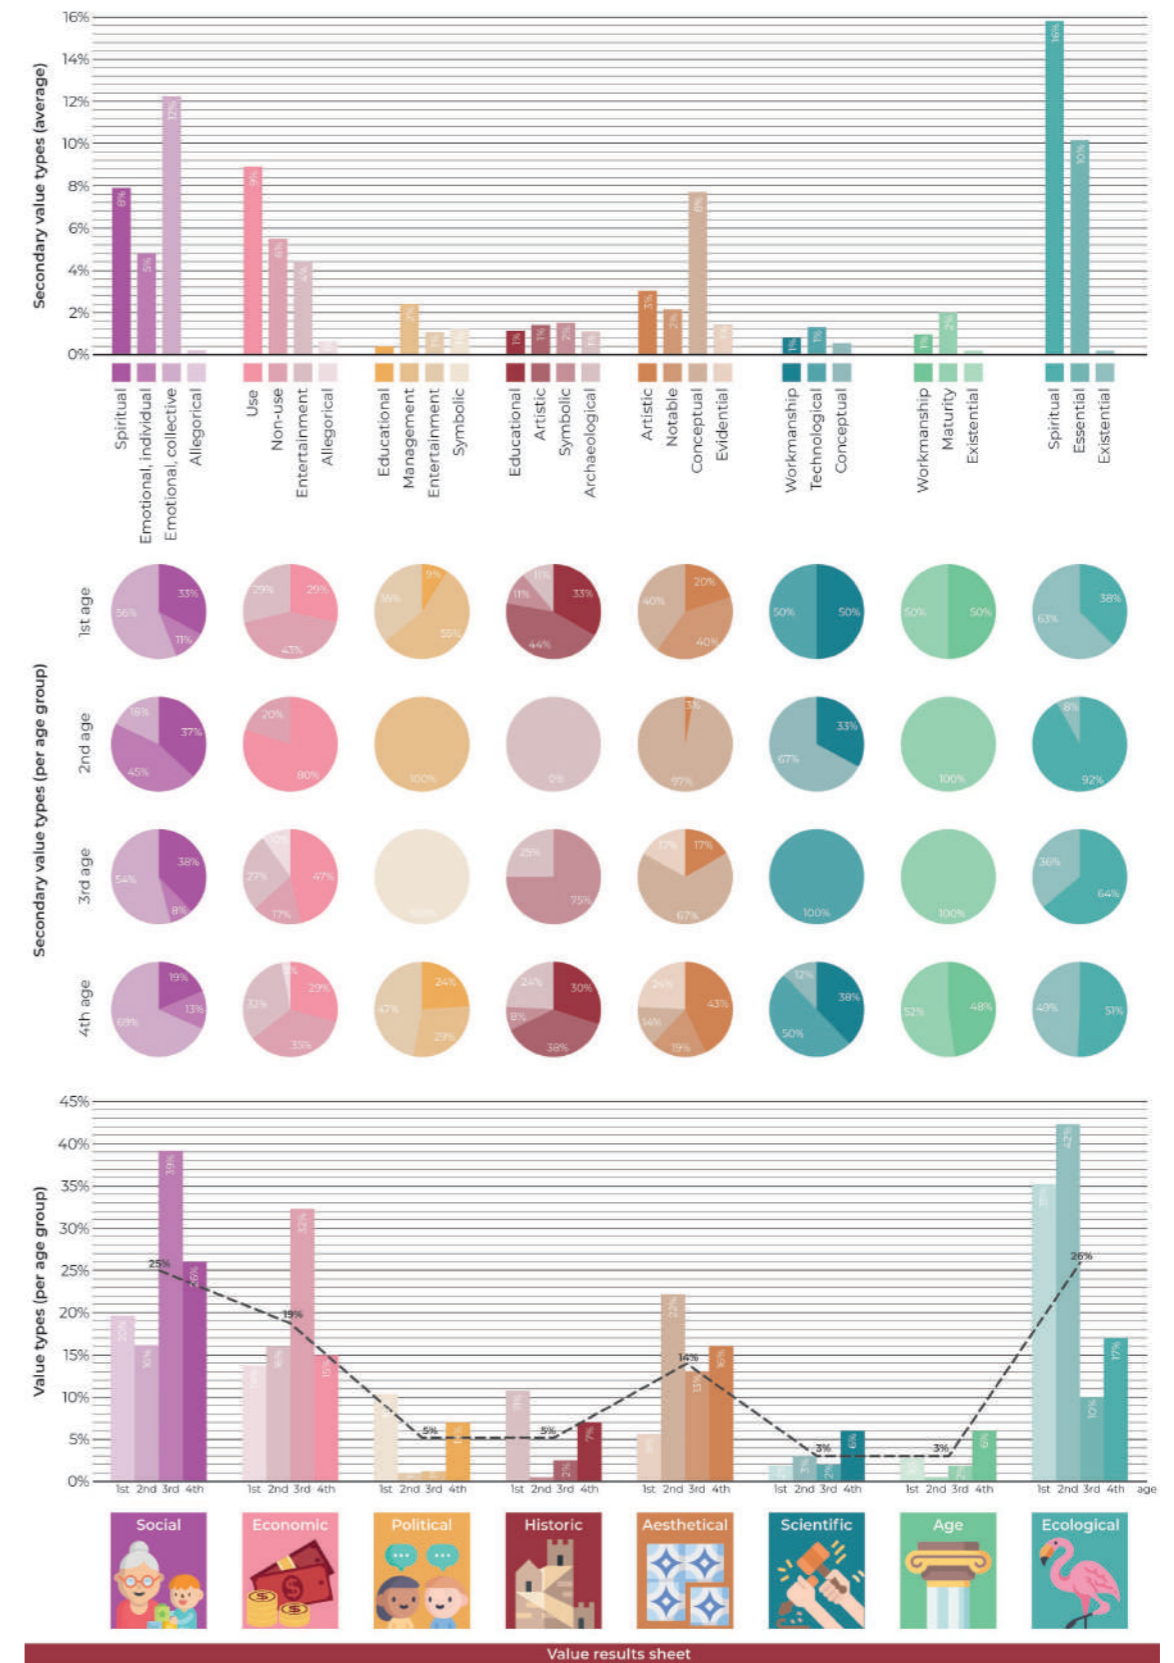 Secondary value types (average)
16%
14%
12%
10%
8%
6%
4%
2%
0%
8%
5%
12%
9%
6%
4%
2%
1%
1%
1%
1%
2%
1%
3%
2%
8%
1%
1%
1%
1%
2%
16%
10%
Spiritual
Emotional, individual
Emotional, collective
Allegorical
Use
Non-use
Entertainment
Allegorical
Educational
Management
Entertainment
Symbolic
Educational
Artistic
Symbolic
Archaeological
Artistic
Notable
Conceptual
Evidential
Workmanship
Technological
Conceptual
Workmanship
Maturity
Existential
Spiritual
Essential
Existential
Secondary value types (per age group)
1st age
33%
11%
56%
29%
43%
29%
9%
55%
36%
33%
44%
11%
11%
20%
40%
40%
50%
50%
50%
50%
38%
63%
2nd age
37%
45%
18%
80%
20%
100%
0%
3%
97%
33%
67%
100%
92%
8%
3rd age
38%
8%
54%
47%
17%
27%
100%
75%
25%
17%
67%
17%
100%
100%
64%
36%
4th age
19%
13%
69%
29%
35%
32%
24%
29%
47%
30%
38%
8%
24%
43%
19%
14%
24%
38%
50%
12%
48%
52%
51%
49%
Value types (per age group)
45%
40%
35%
30%
25%
20%
15%
10%
5%
0%
20%
16%
39%
26%
25%
14%
16%
32%
15%
19%
5%
11%
2%
7%
5%
6%
22%
13%
16%
14%
3%
2%
6%
3%
2%
6%
3%
35%
42%
10%
17%
26%
1st 2nd 3rd 4th
1st 2nd 3rd 4th
1st 2nd 3rd 4th
1st 2nd 3rd 4th
1st 2nd 3rd 4th
1st 2nd 3rd 4th
1st 2nd 3rd 4th
1st 2nd 3rd 4th age
Social
Economic
Political
Historic
Aesthetical
Scientific
Age
Ecological
Value results sheet